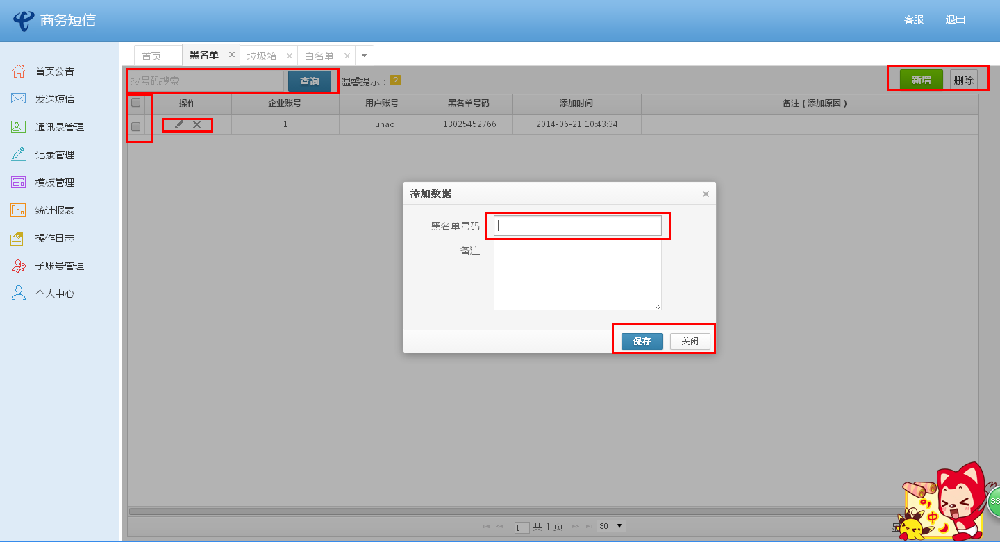 商务短信
客服 退出
首页公告
发送短信
通讯录管理
记录管理
模板管理
统计报表
操作日志
子账号管理
个人中心
首页 黑名单 × 垃圾箱 × 白名单 ×
按号码搜索 查询 温馨提示： ? 新增 删除
操作 企业账号 用户账号 黑名单号码 添加时间 备注 ( 添加原因 )
1 liuhao 13025452766 2014-06-21 10:43:34
添加数据 ×
黑名单号码
备注
保存 关闭
1 共 1 页 30
中
33